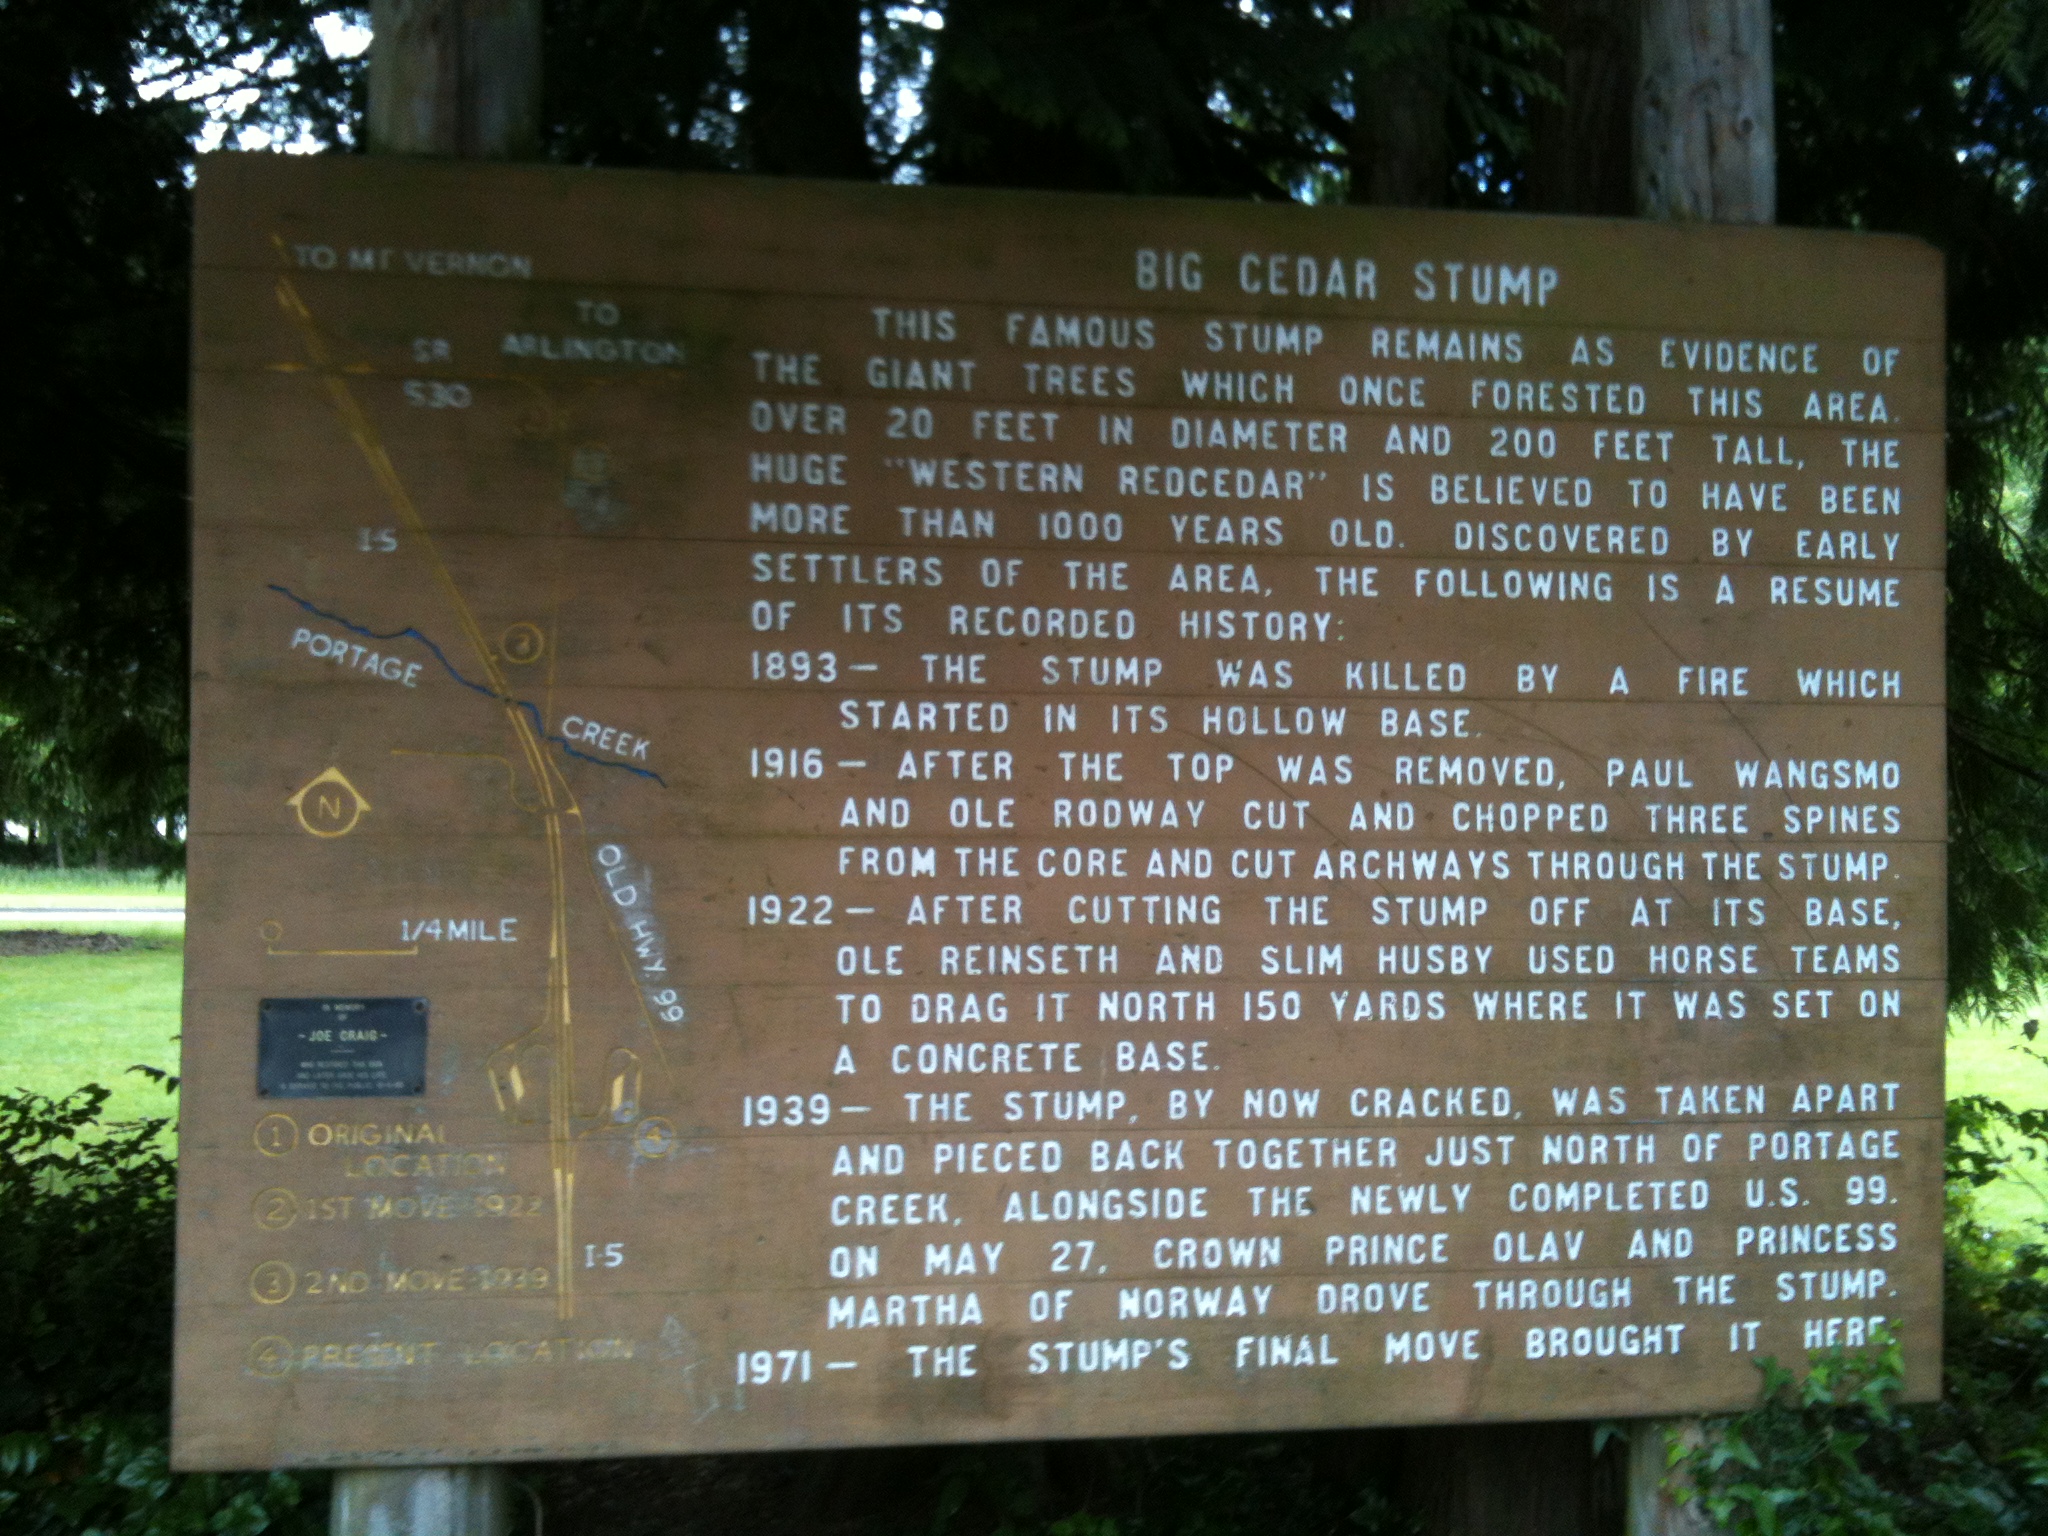 TO MT VERNON
TO
ARLINGTON
SR
530
I-5
PORTAGE
CREEK
N
OLD HWY. 99
0
1/4 MILE
IN MEMORY
OF
- JOE CRAIG -
1 ORIGINAL
LOCATION
2 1ST MOVE-1922
3 2ND MOVE-1939
4 PRESENT LOCATION
4
I-5
BIG CEDAR STUMP
THIS FAMOUS STUMP REMAINS AS EVIDENCE OF
THE GIANT TREES WHICH ONCE FORESTED THIS AREA.
OVER 20 FEET IN DIAMETER AND 200 FEET TALL, THE
HUGE "WESTERN REDCEDAR" IS BELIEVED TO HAVE BEEN
MORE THAN 1000 YEARS OLD. DISCOVERED BY EARLY
SETTLERS OF THE AREA, THE FOLLOWING IS A RESUME
OF ITS RECORDED HISTORY:
1893 — THE STUMP WAS KILLED BY A FIRE WHICH
STARTED IN ITS HOLLOW BASE.
1916 — AFTER THE TOP WAS REMOVED, PAUL WANGSMO
AND OLE RODWAY CUT AND CHOPPED THREE SPINES
FROM THE CORE AND CUT ARCHWAYS THROUGH THE STUMP.
1922 — AFTER CUTTING THE STUMP OFF AT ITS BASE,
OLE REINSETH AND SLIM HUSBY USED HORSE TEAMS
TO DRAG IT NORTH 150 YARDS WHERE IT WAS SET ON
A CONCRETE BASE.
1939 — THE STUMP, BY NOW CRACKED, WAS TAKEN APART
AND PIECED BACK TOGETHER JUST NORTH OF PORTAGE
CREEK, ALONGSIDE THE NEWLY COMPLETED U.S. 99.
ON MAY 27, CROWN PRINCE OLAV AND PRINCESS
MARTHA OF NORWAY DROVE THROUGH THE STUMP.
1971 — THE STUMP'S FINAL MOVE BROUGHT IT HERE.